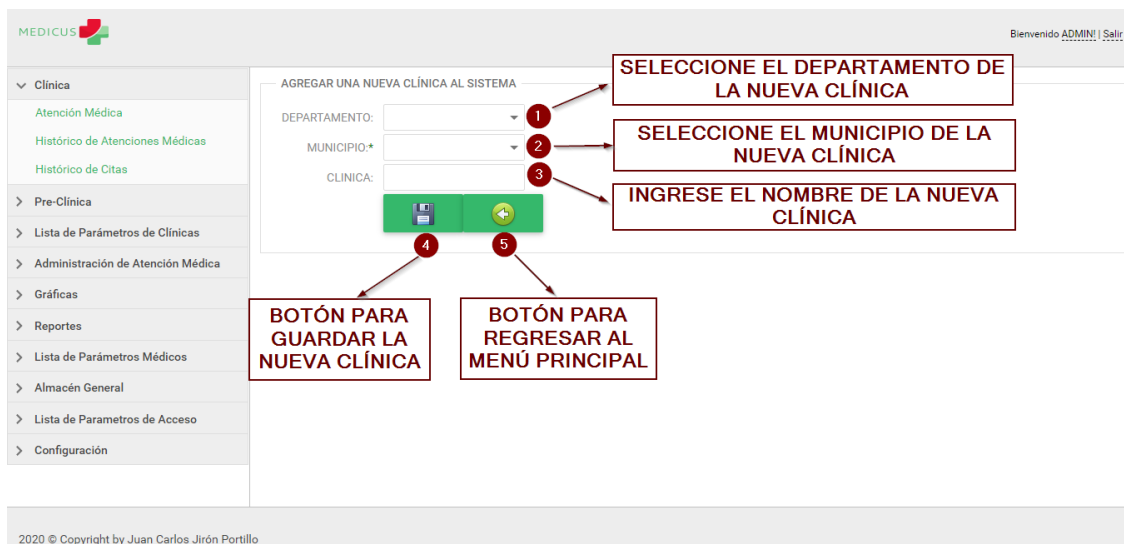 MEDICUS
Bienvenido ADMIN! | Salir
Clínica
Atención Médica
Histórico de Atenciones Médicas
Histórico de Citas
Pre-Clínica
Lista de Parámetros de Clínicas
Administración de Atención Médica
Gráficas
Reportes
Lista de Parámetros Médicos
Almacén General
Lista de Parametros de Acceso
Configuración
AGREGAR UNA NUEVA CLÍNICA AL SISTEMA
DEPARTAMENTO:
1
MUNICIPIO:*
2
CLINICA:
3
4
5
SELECCIONE EL DEPARTAMENTO DE
LA NUEVA CLÍNICA
SELECCIONE EL MUNICIPIO DE LA
NUEVA CLÍNICA
INGRESE EL NOMBRE DE LA NUEVA
CLÍNICA
BOTÓN PARA
GUARDAR LA
NUEVA CLÍNICA
BOTÓN PARA
REGRESAR AL
MENÚ PRINCIPAL
2020 © Copyright by Juan Carlos Jirón Portillo